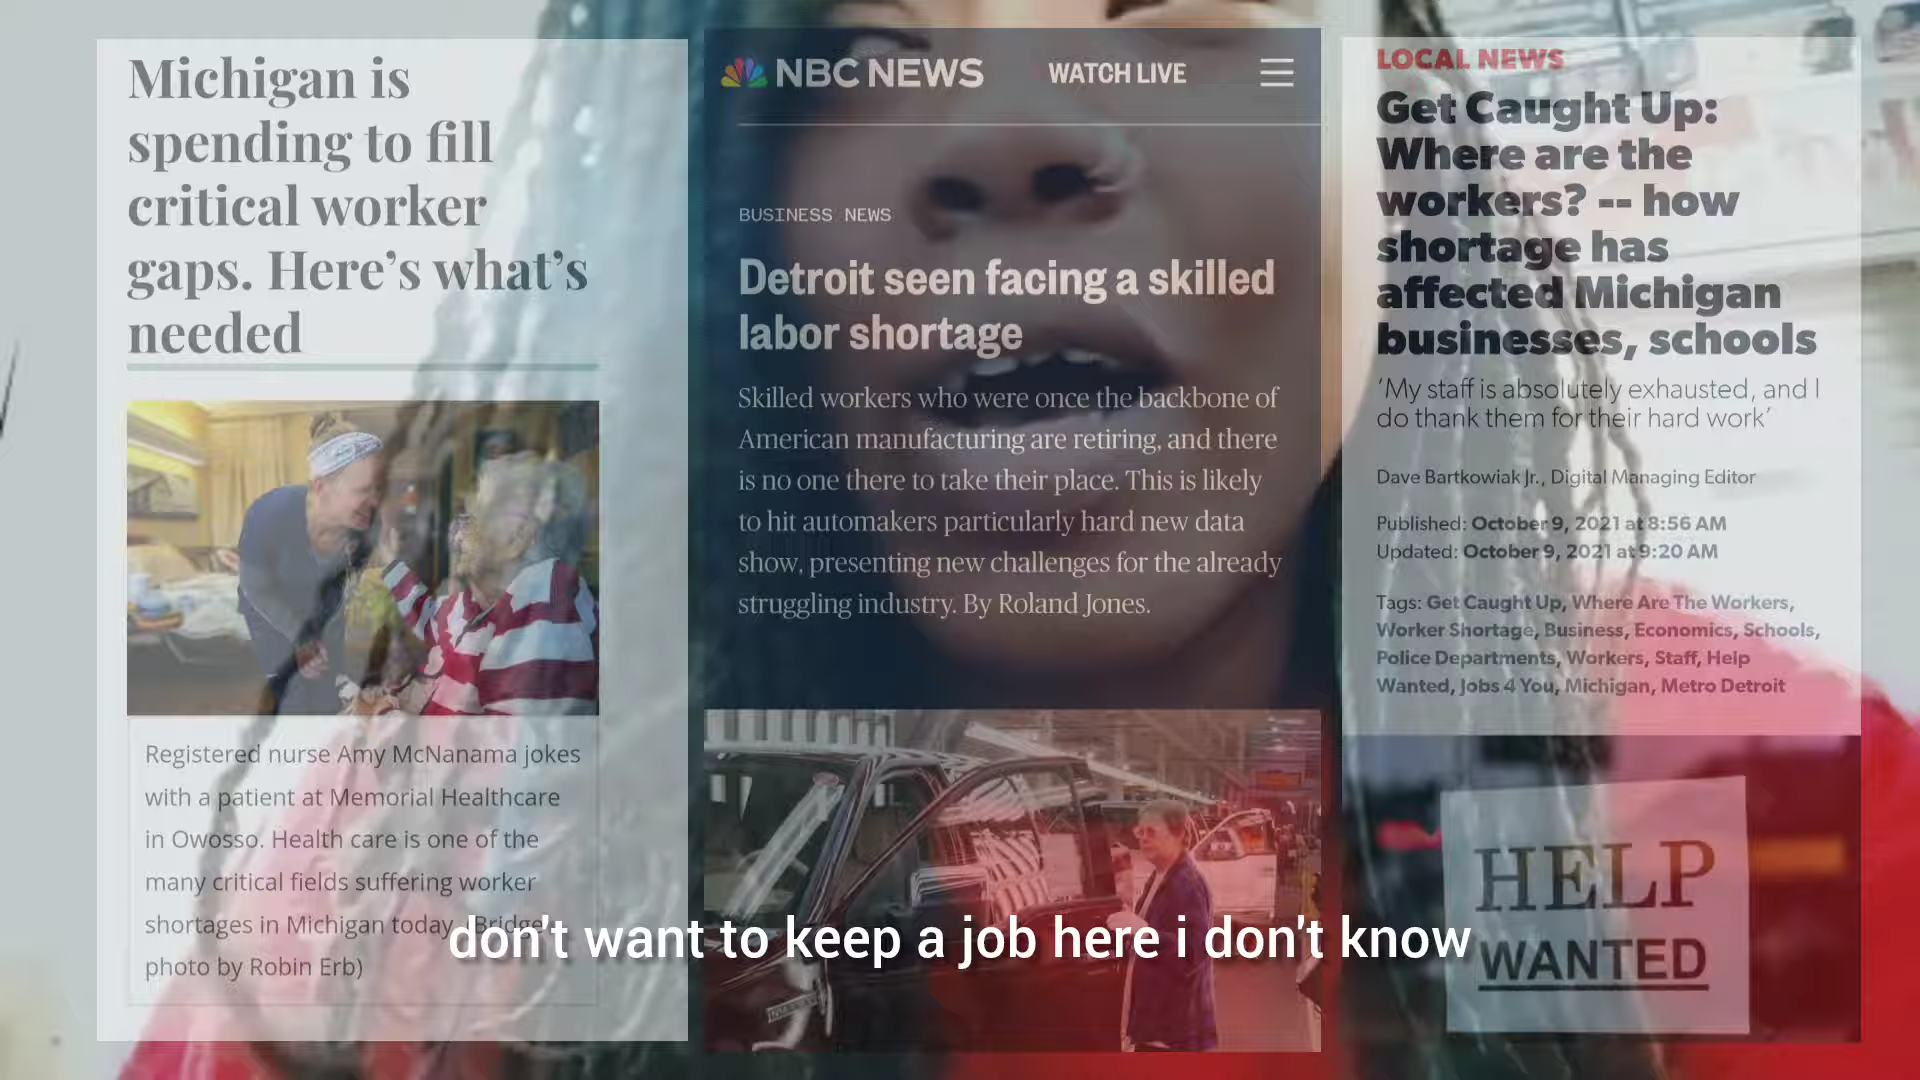 Michigan is
spending to fill
critical worker
gaps. Here's what's
needed
Registered nurse Amy McNanama jokes
with a patient at Memorial Healthcare
in Owosso. Health care is one of the
many critical fields suffering worker
shortages in Michigan today. (Bridge
photo by Robin Erb)
NBC NEWS WATCH LIVE
BUSINESS NEWS
Detroit seen facing a skilled
labor shortage
Skilled workers who were once the backbone of
American manufacturing are retiring, and there
is no one there to take their place. This is likely
to hit automakers particularly hard new data
show, presenting new challenges for the already
struggling industry. By Roland Jones.
LOCAL NEWS
Get Caught Up:
Where are the
workers? -- how
shortage has
affected Michigan
businesses, schools
'My staff is absolutely exhausted, and I
do thank them for their hard work'
Dave Bartkowiak Jr., Digital Managing Editor
Published: October 9, 2021 at 8:56 AM
Updated: October 9, 2021 at 9:20 AM
Tags: Get Caught Up, Where Are The Workers,
Worker Shortage, Business, Economics, Schools,
Police Departments, Workers, Staff, Help
Wanted, Jobs 4 You, Michigan, Metro Detroit
HELP
WANTED
don't want to keep a job here i don't know